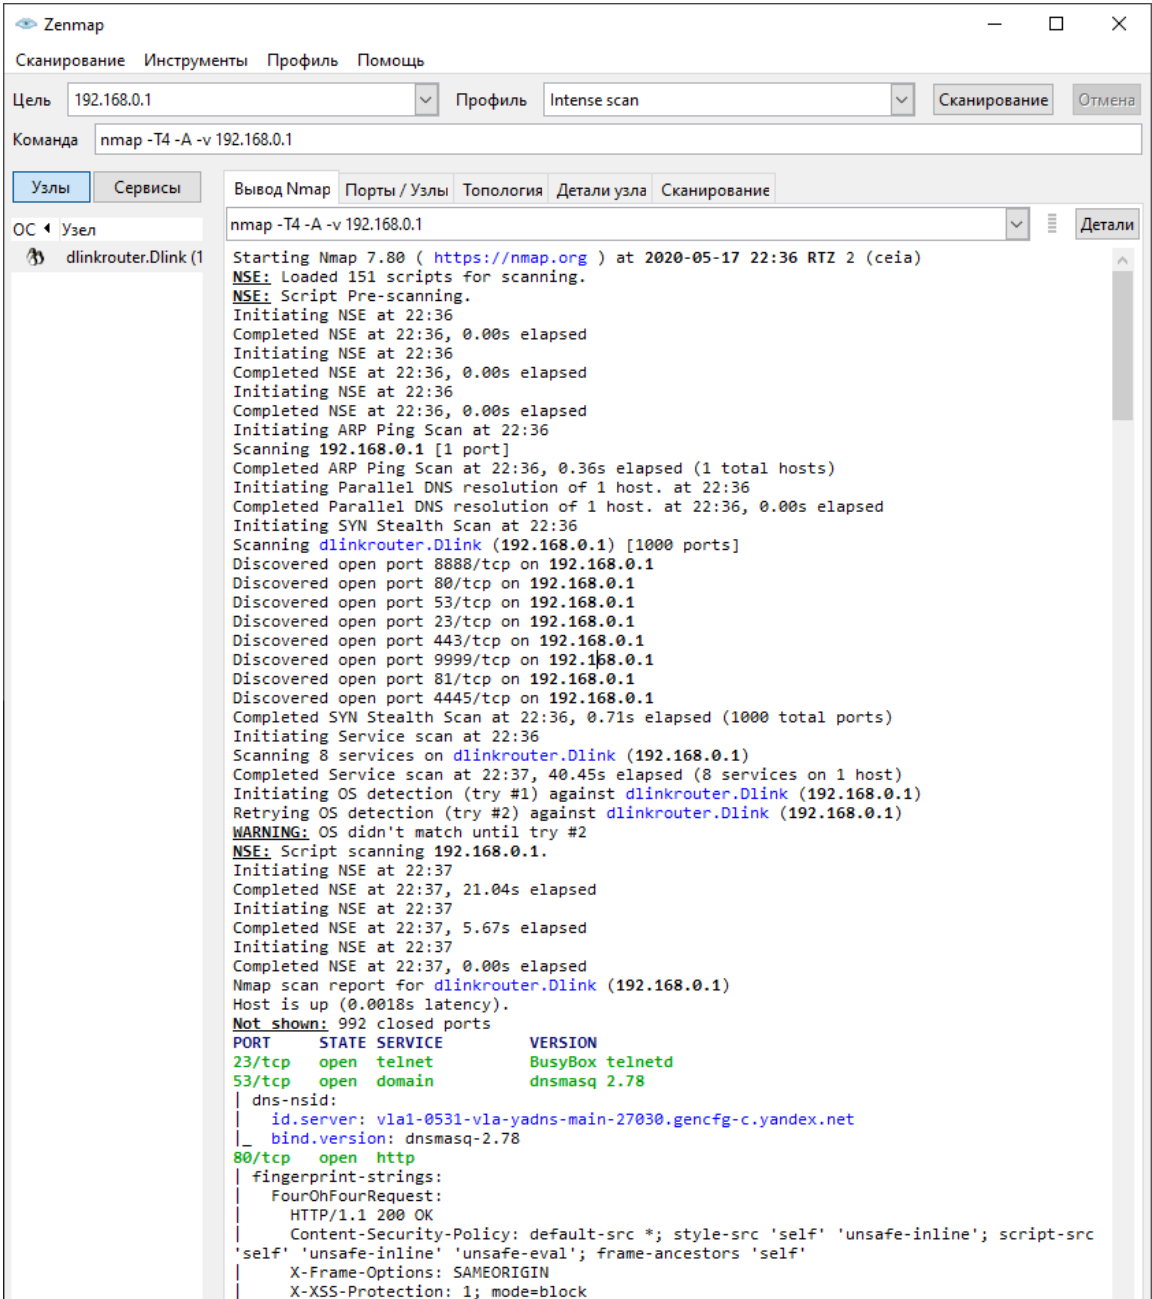 Zenmap
Сканирование Инструменты Профиль Помощь
Цель 192.168.0.1 Профиль Intense scan Сканирование Отмена
Команда nmap -T4 -A -v 192.168.0.1
Узлы Сервисы Вывод Nmap Порты / Узлы Топология Детали узла Сканирование
ОС Узел nmap -T4 -A -v 192.168.0.1 Детали
dlinkrouter.Dlink (1
Starting Nmap 7.80 ( https://nmap.org ) at 2020-05-17 22:36 RTZ 2 (ceia)
NSE: Loaded 151 scripts for scanning.
NSE: Script Pre-scanning.
Initiating NSE at 22:36
Completed NSE at 22:36, 0.00s elapsed
Initiating NSE at 22:36
Completed NSE at 22:36, 0.00s elapsed
Initiating NSE at 22:36
Completed NSE at 22:36, 0.00s elapsed
Initiating ARP Ping Scan at 22:36
Scanning 192.168.0.1 [1 port]
Completed ARP Ping Scan at 22:36, 0.36s elapsed (1 total hosts)
Initiating Parallel DNS resolution of 1 host. at 22:36
Completed Parallel DNS resolution of 1 host. at 22:36, 0.00s elapsed
Initiating SYN Stealth Scan at 22:36
Scanning dlinkrouter.Dlink (192.168.0.1) [1000 ports]
Discovered open port 8888/tcp on 192.168.0.1
Discovered open port 80/tcp on 192.168.0.1
Discovered open port 53/tcp on 192.168.0.1
Discovered open port 23/tcp on 192.168.0.1
Discovered open port 443/tcp on 192.168.0.1
Discovered open port 9999/tcp on 192.168.0.1
Discovered open port 81/tcp on 192.168.0.1
Discovered open port 4445/tcp on 192.168.0.1
Completed SYN Stealth Scan at 22:36, 0.71s elapsed (1000 total ports)
Initiating Service scan at 22:36
Scanning 8 services on dlinkrouter.Dlink (192.168.0.1)
Completed Service scan at 22:37, 40.45s elapsed (8 services on 1 host)
Initiating OS detection (try #1) against dlinkrouter.Dlink (192.168.0.1)
Retrying OS detection (try #2) against dlinkrouter.Dlink (192.168.0.1)
WARNING: OS didn't match until try #2
NSE: Script scanning 192.168.0.1.
Initiating NSE at 22:37
Completed NSE at 22:37, 21.04s elapsed
Initiating NSE at 22:37
Completed NSE at 22:37, 5.67s elapsed
Initiating NSE at 22:37
Completed NSE at 22:37, 0.00s elapsed
Nmap scan report for dlinkrouter.Dlink (192.168.0.1)
Host is up (0.0018s latency).
Not shown: 992 closed ports
PORT STATE SERVICE VERSION
23/tcp open telnet BusyBox telnetd
53/tcp open domain dnsmasq 2.78
| dns-nsid:
| id.server: vla1-0531-vla-yadns-main-27030.gencfg-c.yandex.net
|_ bind.version: dnsmasq-2.78
80/tcp open http
| fingerprint-strings:
| FourOhFourRequest:
| HTTP/1.1 200 OK
| Content-Security-Policy: default-src *; style-src 'self' 'unsafe-inline'; script-src
'self' 'unsafe-inline' 'unsafe-eval'; frame-ancestors 'self'
| X-Frame-Options: SAMEORIGIN
| X-XSS-Protection: 1; mode=block